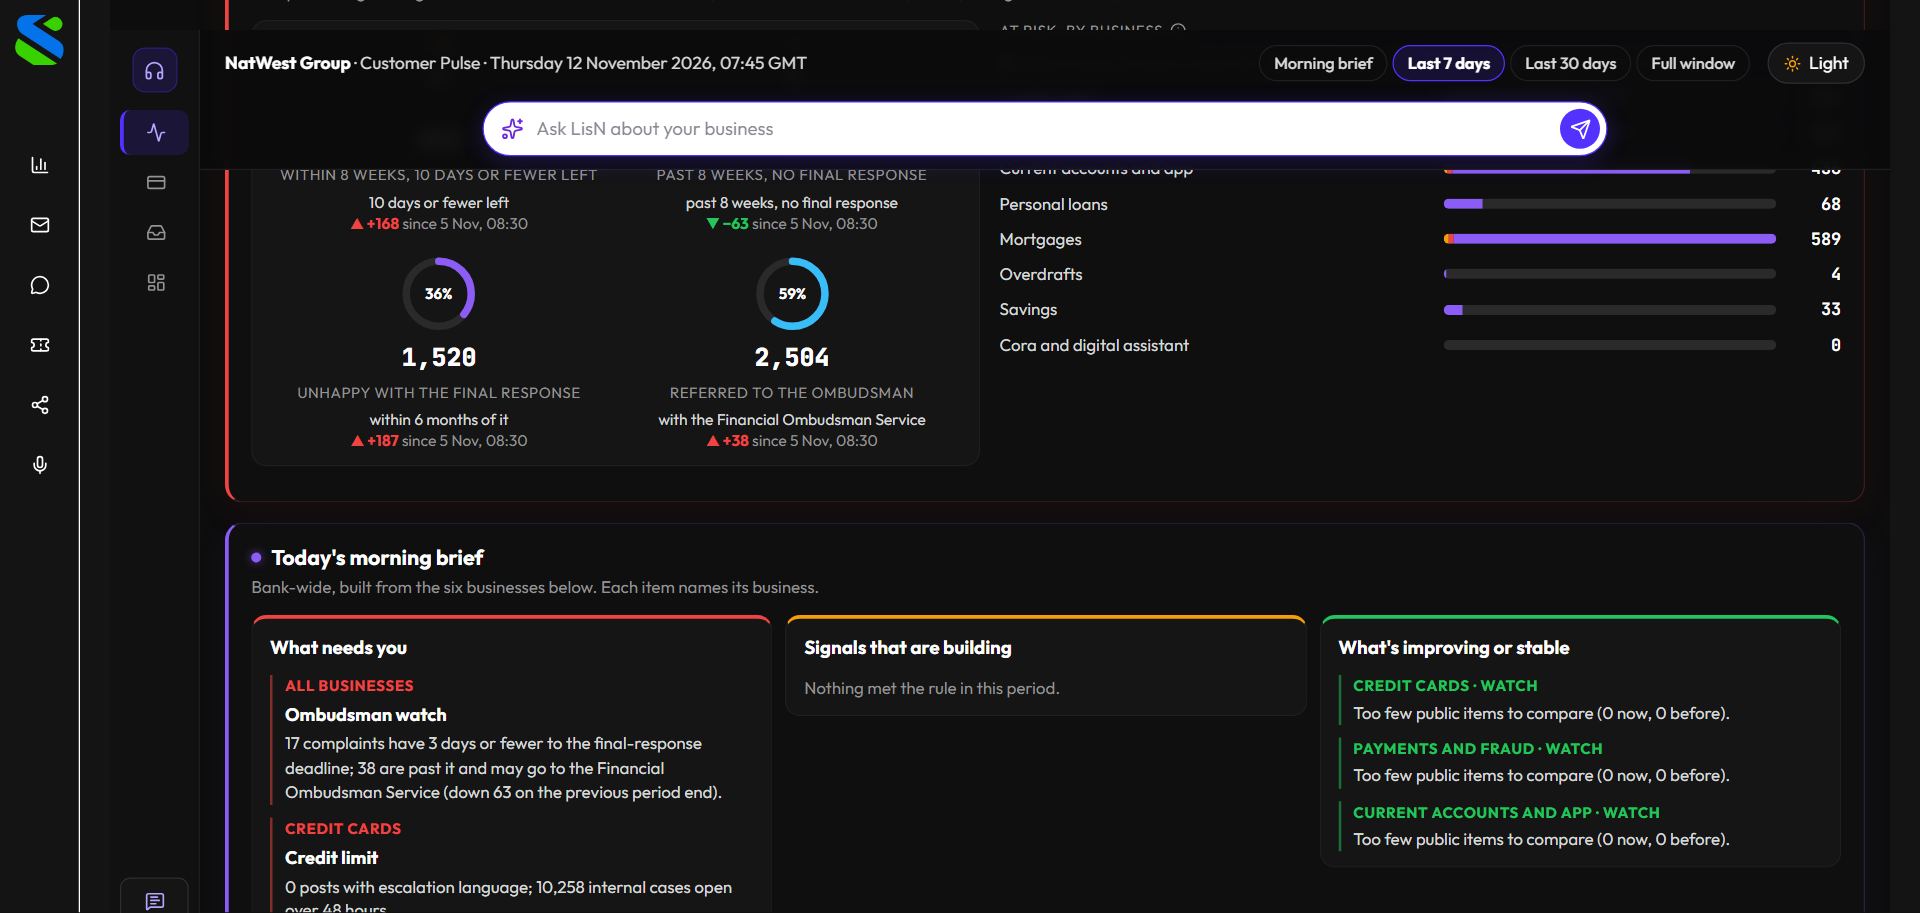 AT RISK, BY BUSINESS
NatWest Group · Customer Pulse · Thursday 12 November 2026, 07:45 GMT
Morning brief
Last 7 days
Last 30 days
Full window
Light
Ask LisN about your business
WITHIN 8 WEEKS, 10 DAYS OR FEWER LEFT
10 days or fewer left
▲ +168 since 5 Nov, 08:30
PAST 8 WEEKS, NO FINAL RESPONSE
past 8 weeks, no final response
▼ −63 since 5 Nov, 08:30
36%
1,520
UNHAPPY WITH THE FINAL RESPONSE
within 6 months of it
▲ +187 since 5 Nov, 08:30
59%
2,504
REFERRED TO THE OMBUDSMAN
with the Financial Ombudsman Service
▲ +38 since 5 Nov, 08:30
Current accounts and app
Personal loans 68
Mortgages 589
Overdrafts 4
Savings 33
Cora and digital assistant 0
Today's morning brief
Bank-wide, built from the six businesses below. Each item names its business.
What needs you
ALL BUSINESSES
Ombudsman watch
17 complaints have 3 days or fewer to the final-response
deadline; 38 are past it and may go to the Financial
Ombudsman Service (down 63 on the previous period end).
CREDIT CARDS
Credit limit
0 posts with escalation language; 10,258 internal cases open
over 48 hours
Signals that are building
Nothing met the rule in this period.
What's improving or stable
CREDIT CARDS · WATCH
Too few public items to compare (0 now, 0 before).
PAYMENTS AND FRAUD · WATCH
Too few public items to compare (0 now, 0 before).
CURRENT ACCOUNTS AND APP · WATCH
Too few public items to compare (0 now, 0 before).